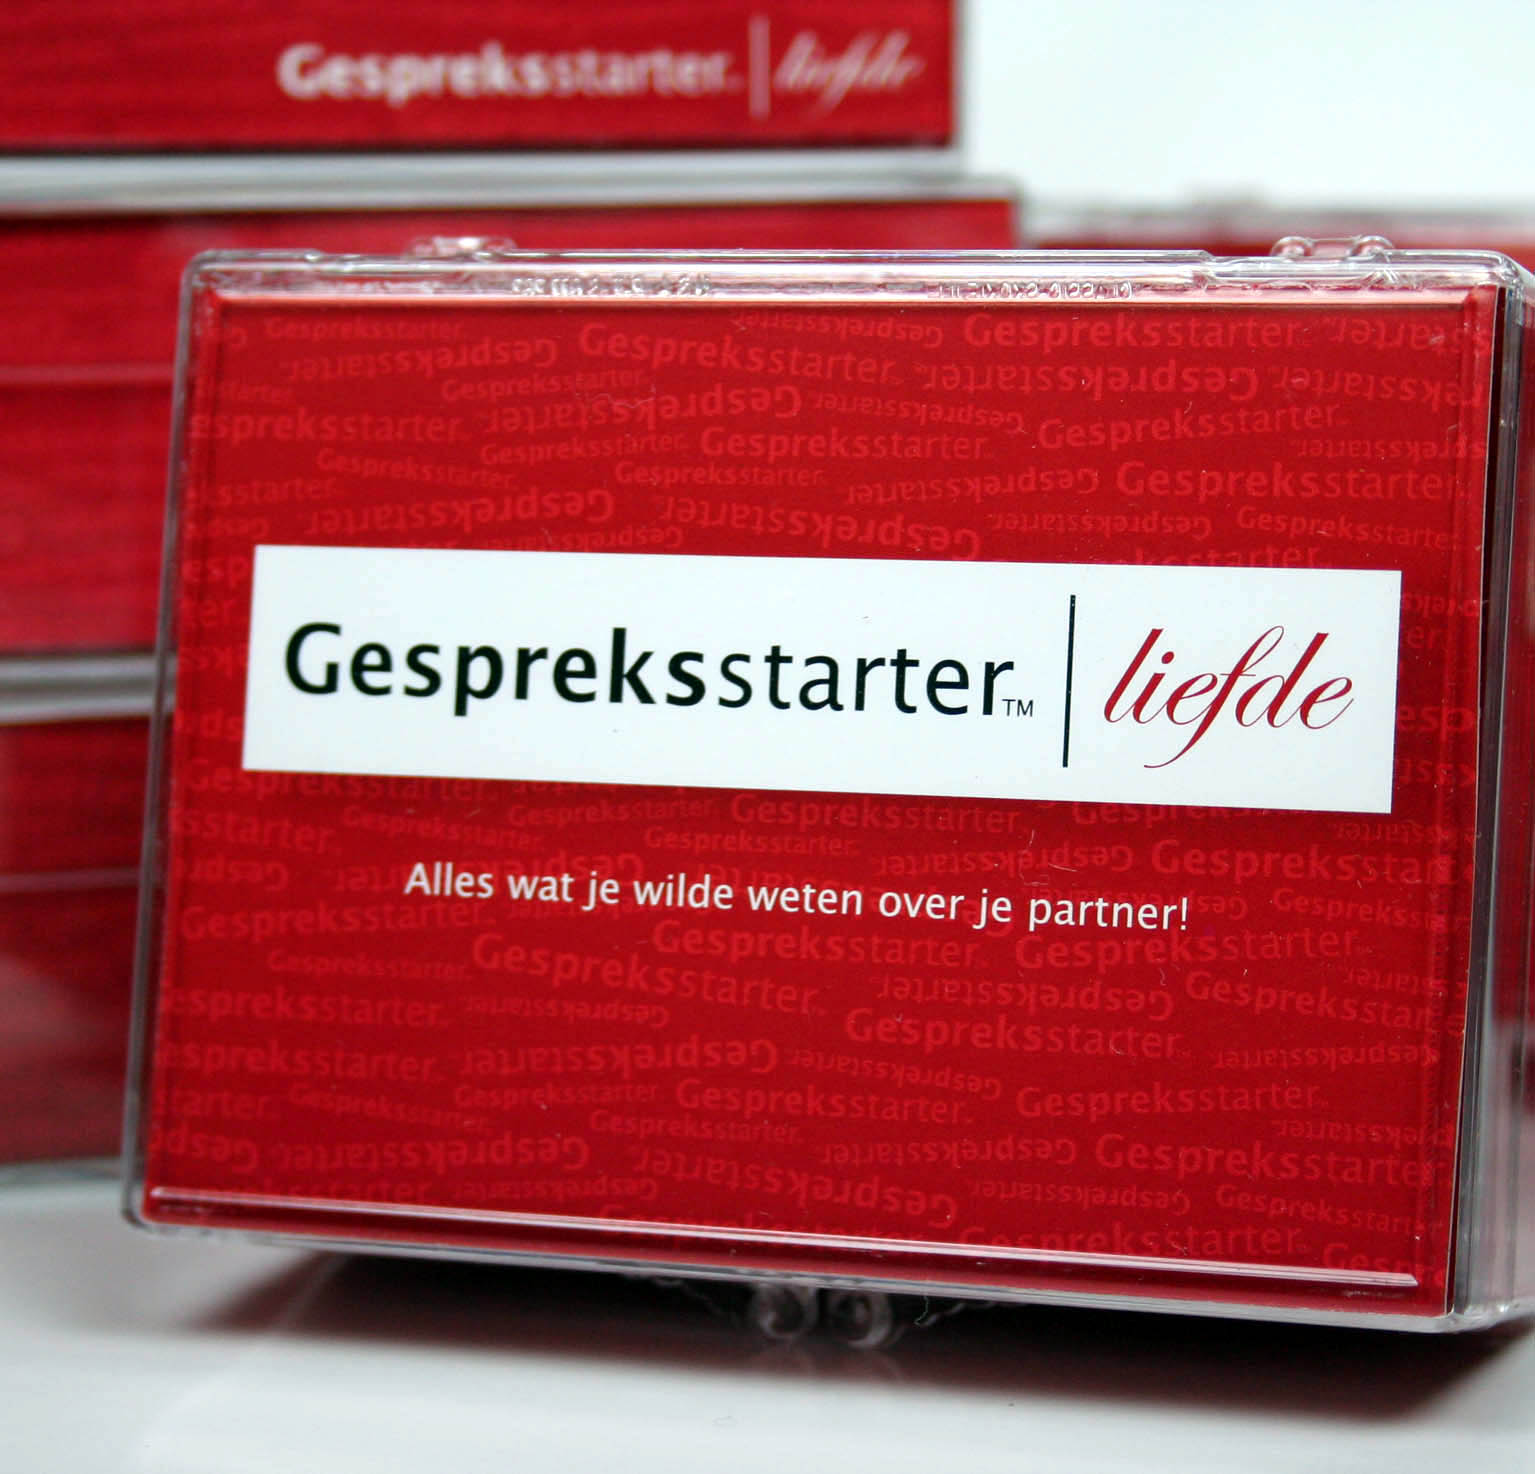 Gespreksstarter. | liefde
Gespreksstarter™ | liefde
Alles wat je wilde weten over je partner!